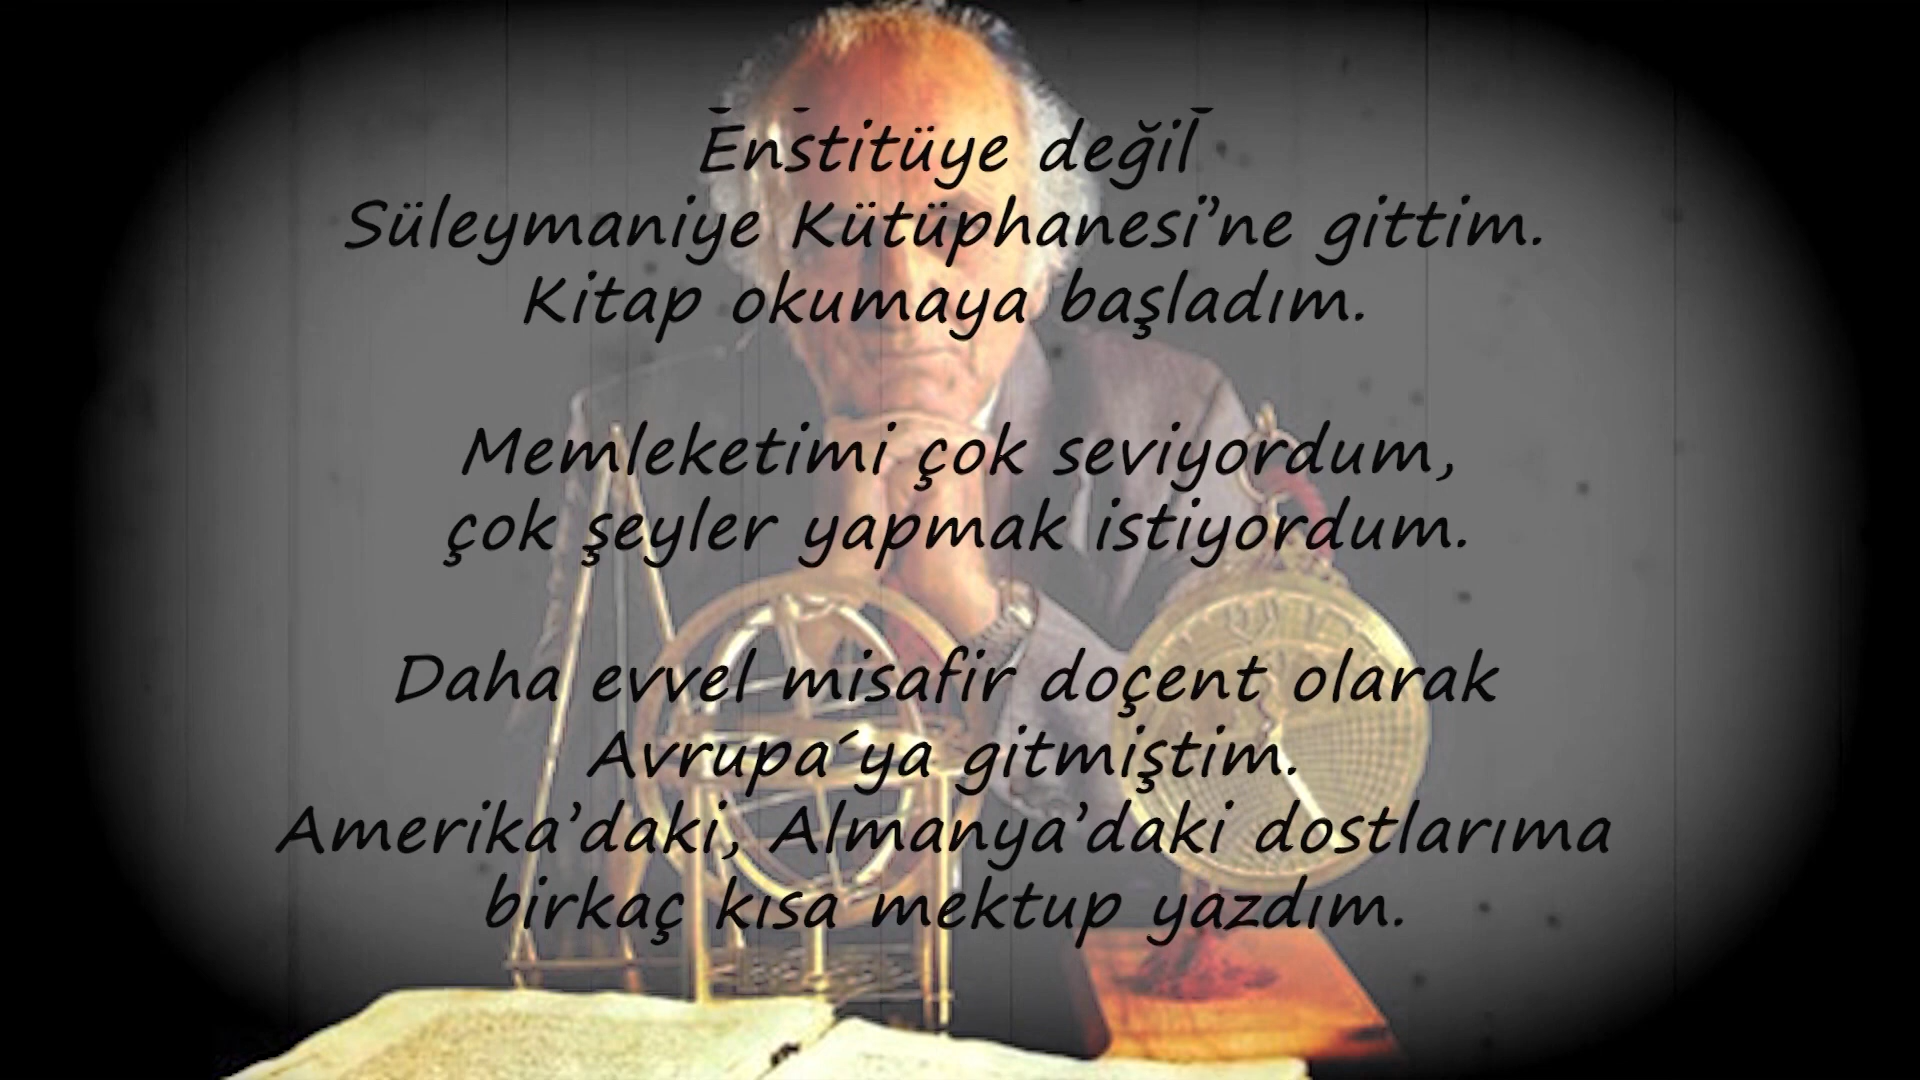 Enstitüye değil
Süleymaniye Kütüphanesi’ne gittim.
Kitap okumaya başladım.
Memleketimi çok seviyordum,
çok şeyler yapmak istiyordum.
Daha evvel misafir doçent olarak
Avrupa´ya gitmiştim.
Amerika’daki, Almanya’daki dostlarıma
birkaç kısa mektup yazdım.